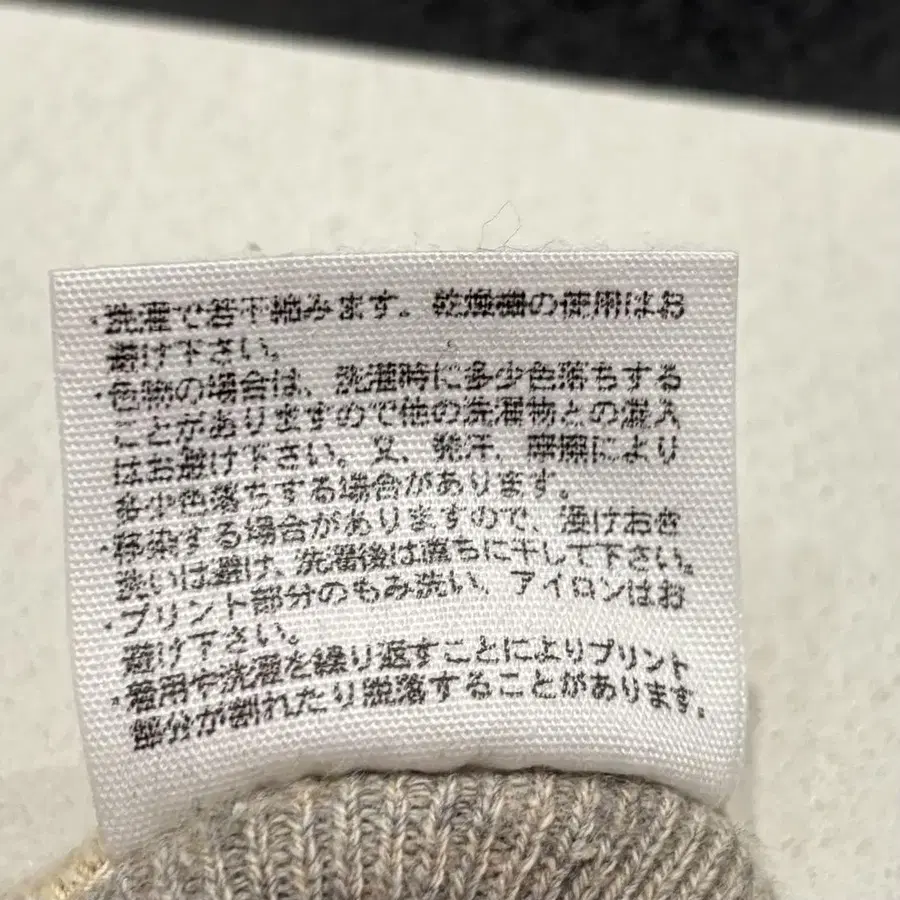 ・洗濯で若干縮みます。乾燥機の使用はお
避け下さい。
・色物の場合は、洗濯時に多少色落ちする
ことがありますので他の洗濯物との混入
はお避け下さい。又、発汗、摩擦により
多少色落ちする場合があります。
・移染する場合がありますので、漬けおき
洗いは避け、洗濯後は直ちに干して下さい。
・プリント部分のもみ洗い、アイロンはお
避け下さい。
・着用や洗濯を繰り返すことによりプリント
部分が割れたり脱落することがあります。